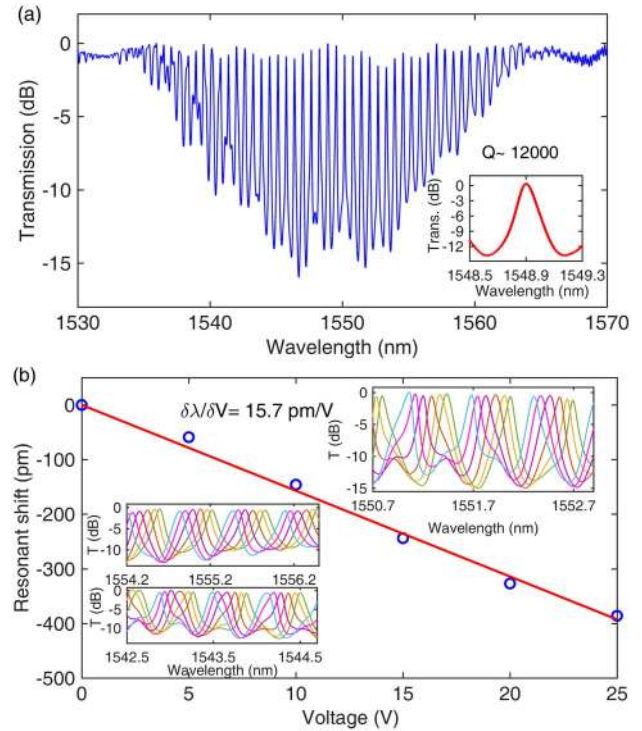 (a)
0
-5
-10
-15
Transmission (dB)
1530 1540 1550 1560 1570
Wavelength (nm)
Q~ 12000
Trans. (dB)
0
-3
-6
-9
-12
1548.5 1548.9 1549.3
Wavelength (nm)
(b)
0
-100
-200
-300
-400
-500
Resonant shift (pm)
0 5 10 15 20 25
Voltage (V)
δλ/δV= 15.7 pm/V
T (dB)
0
-5
-10
-15
1550.7 1551.7 1552.7
Wavelength (nm)
T (dB)
0
-5
-10
1554.2 1555.2 1556.2
T (dB)
0
-5
-10
1542.5 1543.5 1544.5
Wavelength (nm)